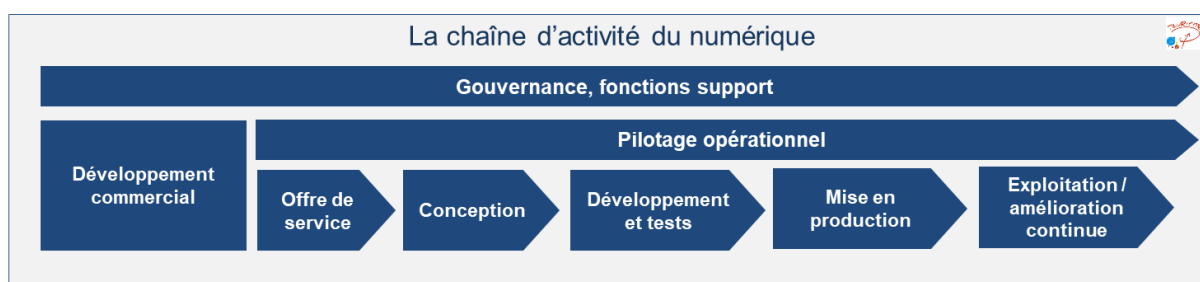 La chaîne d’activité du numérique
Gouvernance, fonctions support
Pilotage opérationnel
Développement
commercial
Offre de
service
Conception
Développement
et tests
Mise en
production
Exploitation /
amélioration
continue